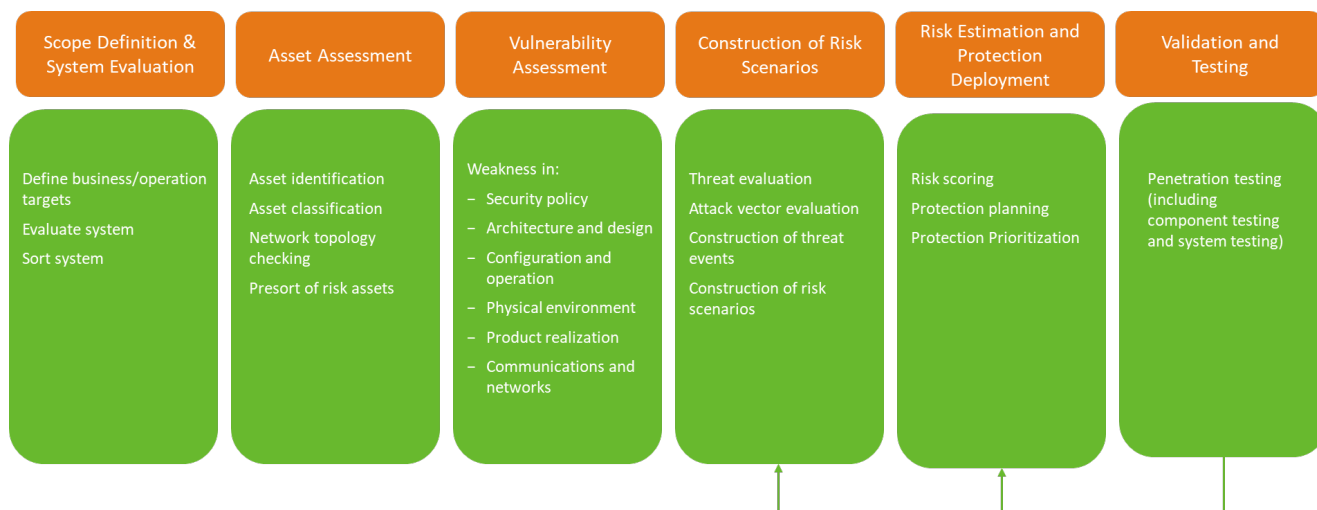 Scope Definition &
System Evaluation
Define business/operation
targets
Evaluate system
Sort system
Asset Assessment
Asset identification
Asset classification
Network topology
checking
Presort of risk assets
Vulnerability
Assessment
Weakness in:
– Security policy
– Architecture and design
– Configuration and
operation
– Physical environment
– Product realization
– Communications and
networks
Construction of Risk
Scenarios
Threat evaluation
Attack vector evaluation
Construction of threat
events
Construction of risk
scenarios
Risk Estimation and
Protection
Deployment
Risk scoring
Protection planning
Protection Prioritization
Validation and
Testing
Penetration testing
(including
component testing
and system testing)